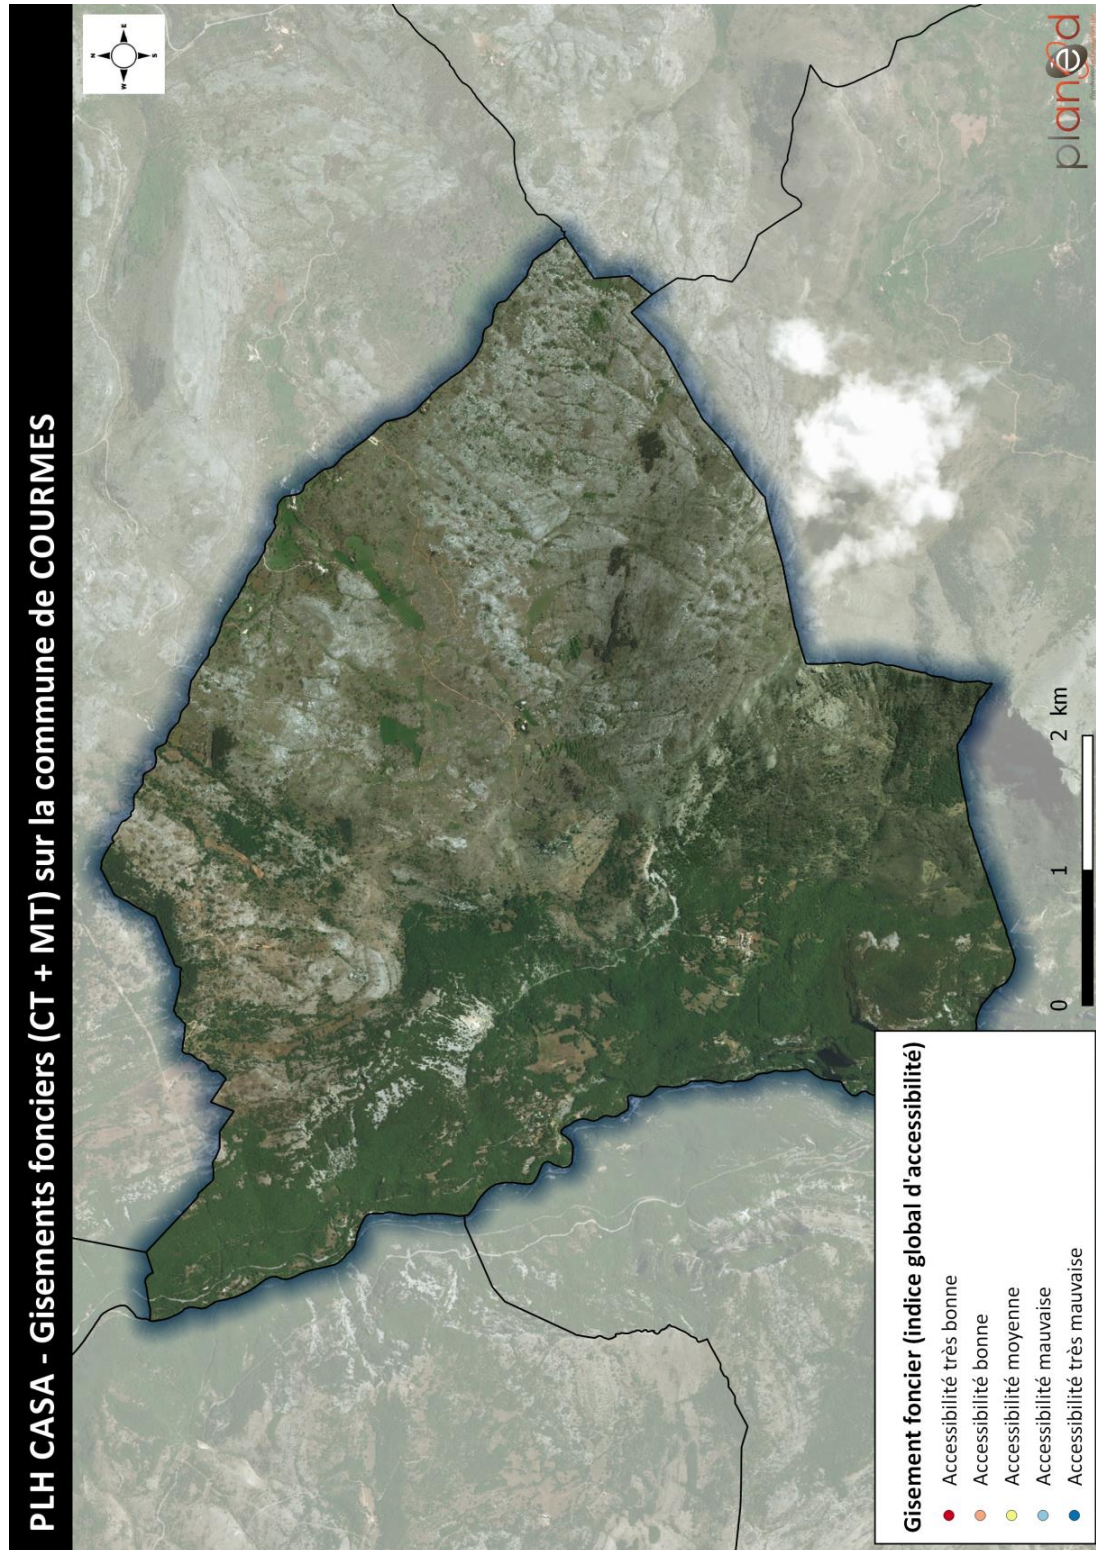 PLH CASA - Gisements fonciers (CT + MT) sur la commune de COURMES
N
W E
S
planed
0 1 2 km
Gisement foncier (indice global d'accessibilité)
Accessibilité très bonne
Accessibilité bonne
Accessibilité moyenne
Accessibilité mauvaise
Accessibilité très mauvaise